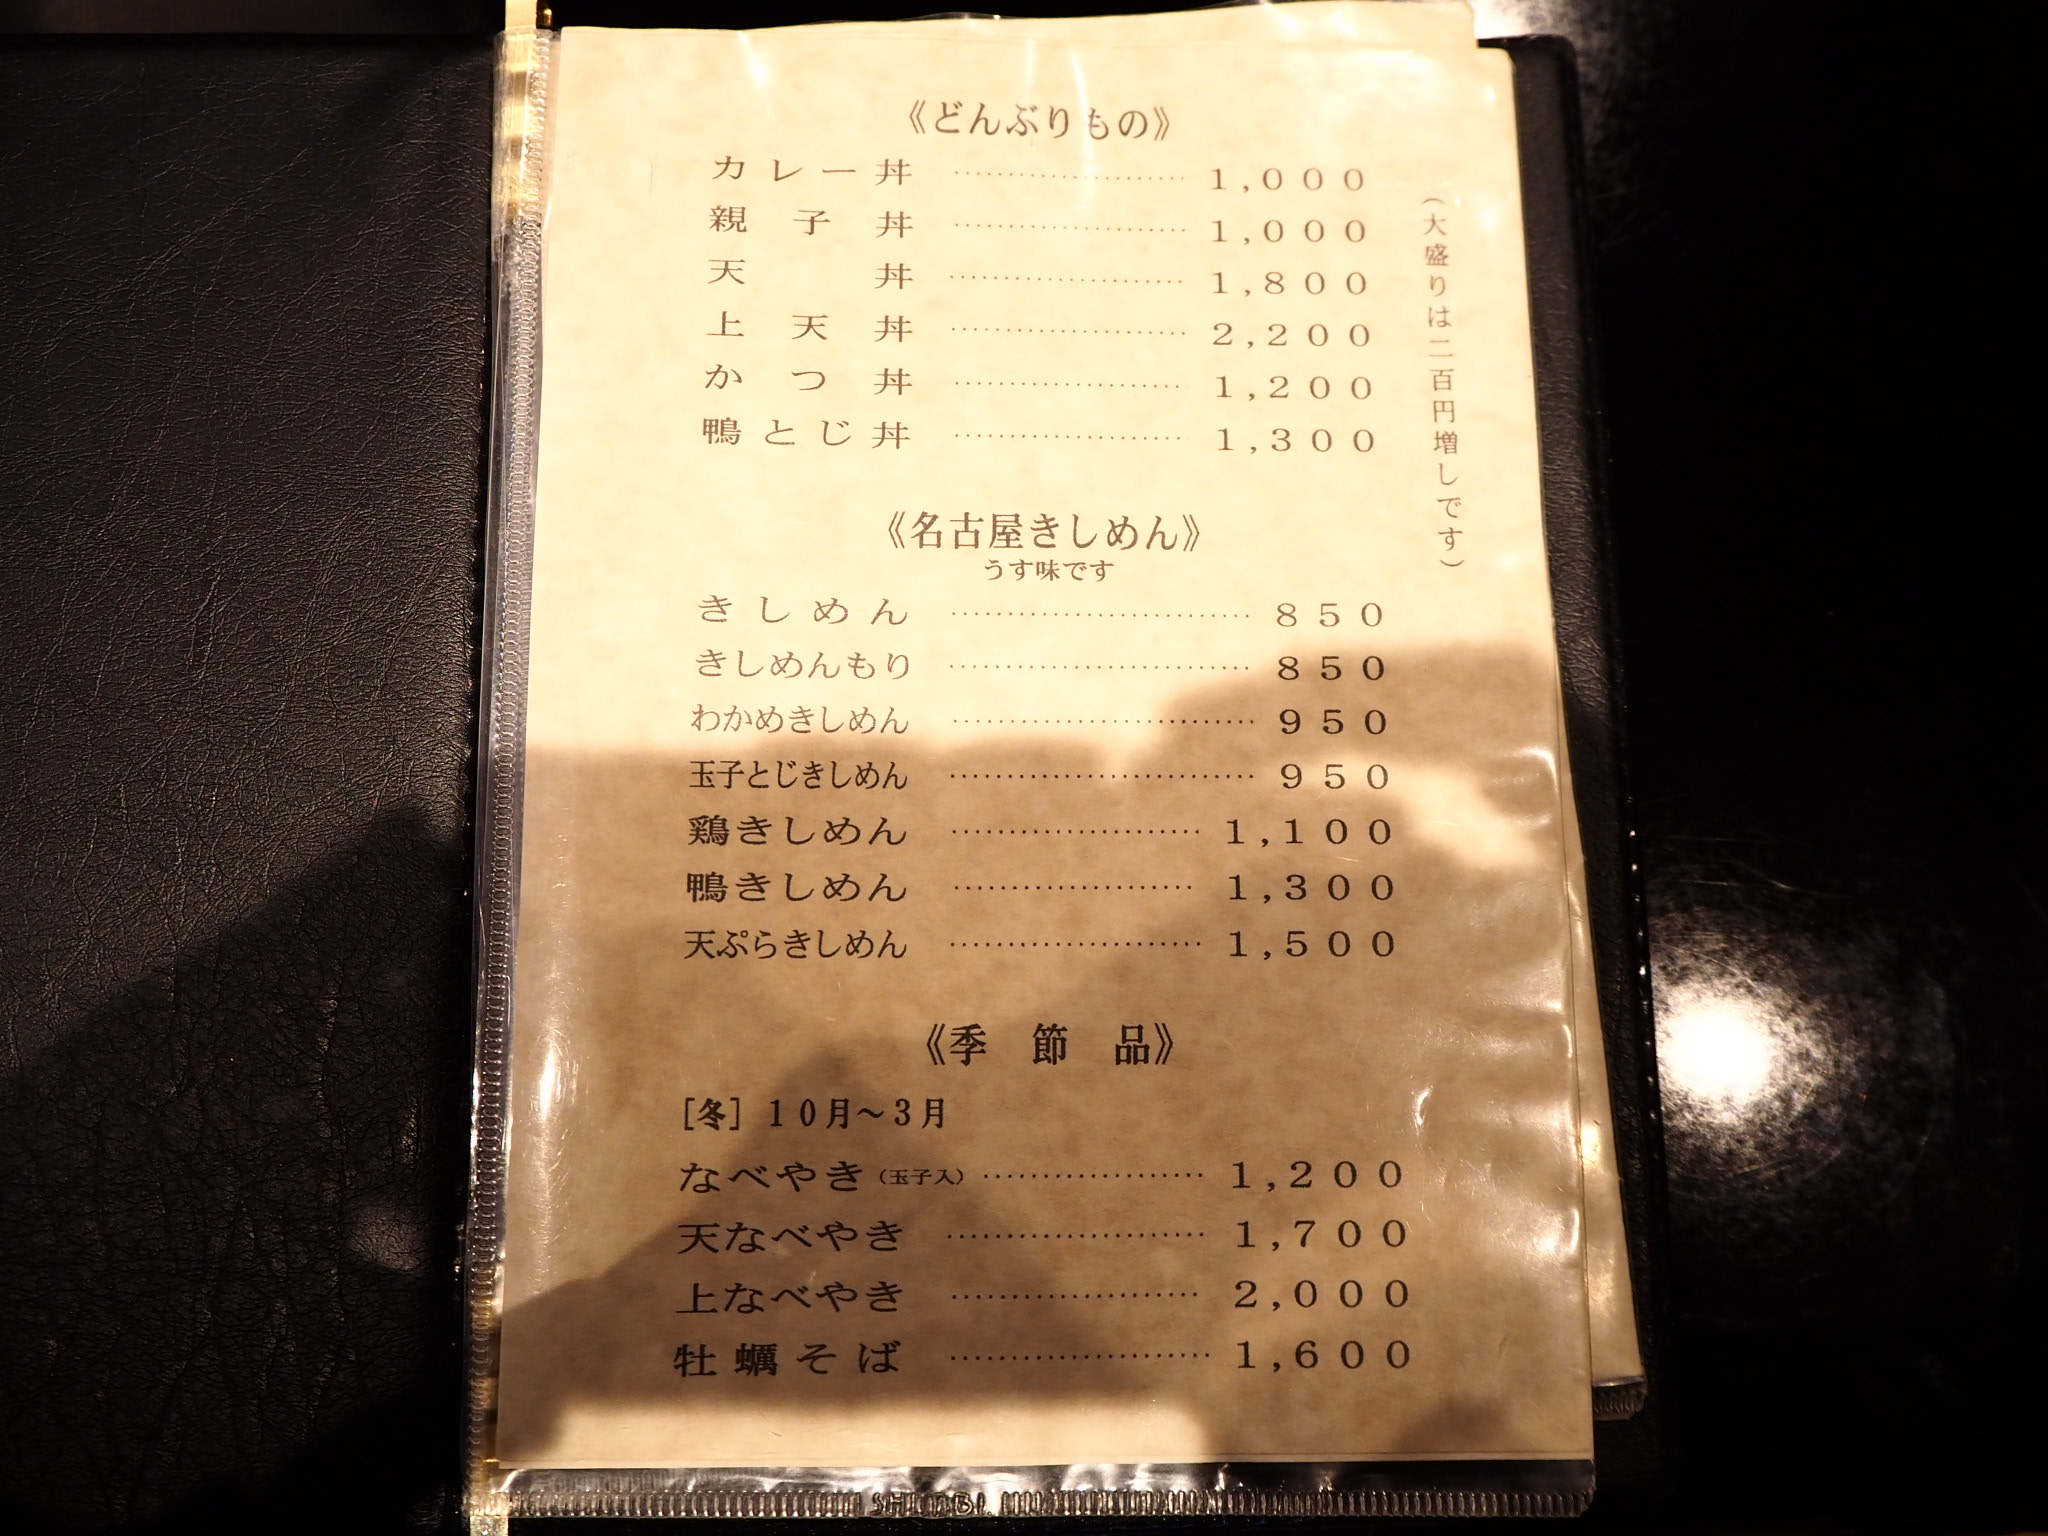 《どんぶりもの》
カレー丼 …………………… 1,000
親子丼 …………………… 1,000
天丼 …………………… 1,800
上天丼 …………………… 2,200
かつ丼 …………………… 1,200
鴨とじ丼 …………………… 1,300
(大盛りは二百円増しです)
《名古屋きしめん》
うす味です
きしめん ………………………… 850
きしめんもり ………………………… 850
わかめきしめん ………………………… 950
玉子とじきしめん ………………………… 950
鶏きしめん …………………… 1,100
鴨きしめん …………………… 1,300
天ぷらきしめん …………………… 1,500
《季節品》
[冬] 10月～3月
なべやき(玉子入) ………………… 1,200
天なべやき …………………… 1,700
上なべやき …………………… 2,000
牡蠣そば …………………… 1,600
SHIMBI